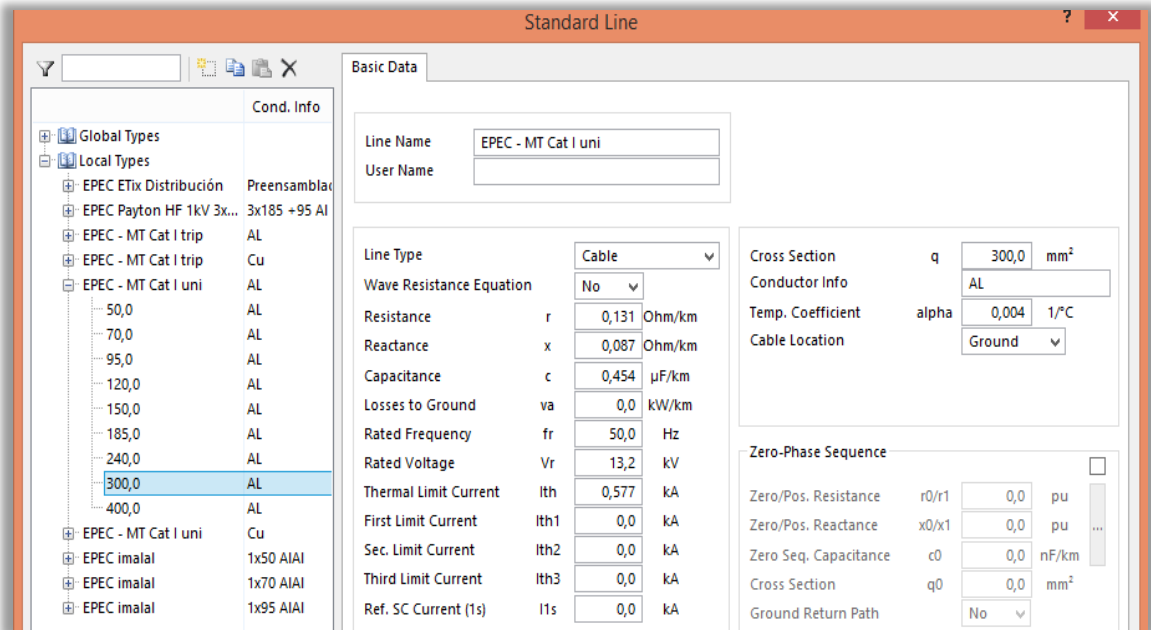 Standard Line
?
x
Cond. Info
Global Types
Local Types
EPEC ETix Distribución Preensamblad
EPEC Payton HF 1kV 3x... 3x185 +95 Al
EPEC - MT Cat I trip AL
EPEC - MT Cat I trip Cu
EPEC - MT Cat I uni AL
50,0 AL
70,0 AL
95,0 AL
120,0 AL
150,0 AL
185,0 AL
240,0 AL
300,0 AL
400,0 AL
EPEC - MT Cat I uni Cu
EPEC imalal 1x50 AlAl
EPEC imalal 1x70 AlAl
EPEC imalal 1x95 AlAl
Basic Data
Line Name EPEC - MT Cat I uni
User Name
Line Type Cable
Wave Resistance Equation No
Resistance r 0,131 Ohm/km
Reactance x 0,087 Ohm/km
Capacitance c 0,454 µF/km
Losses to Ground va 0,0 kW/km
Rated Frequency fr 50,0 Hz
Rated Voltage Vr 13,2 kV
Thermal Limit Current Ith 0,577 kA
First Limit Current Ith1 0,0 kA
Sec. Limit Current Ith2 0,0 kA
Third Limit Current Ith3 0,0 kA
Ref. SC Current (1s) I1s 0,0 kA
Cross Section q 300,0 mm²
Conductor Info AL
Temp. Coefficient alpha 0,004 1/°C
Cable Location Ground
Zero-Phase Sequence
Zero/Pos. Resistance r0/r1 0,0 pu
Zero/Pos. Reactance x0/x1 0,0 pu
...
Zero Seq. Capacitance c0 0,0 nF/km
Cross Section q0 0,0 mm²
Ground Return Path No